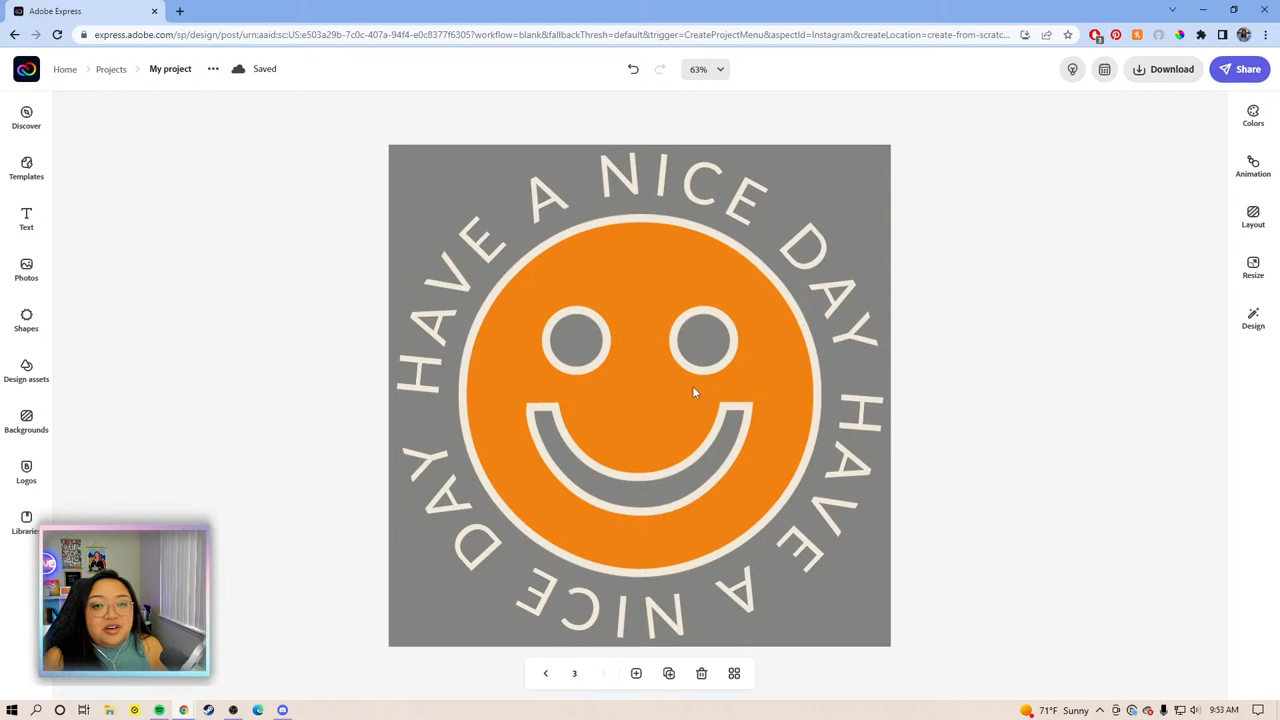 Adobe Express
express.adobe.com/sp/design/post/urn:aaid:sc:US:e503a29b-7c0c-407a-94f4-e0c8377f6305?workflow=blank&fallbackThresh=default&trigger=CreateProjectMenu&aspectId=Instagram&createLocation=create-from-scratc...
Home
Projects
My project
Saved
63%
Download
Share
Discover
Templates
Text
Photos
Shapes
Design assets
Backgrounds
Logos
Librarie
Colors
Animation
Layout
Resize
Design
HAVE A NICE DAY HAVE A NICE DAY
3
71°F Sunny
9:53 AM